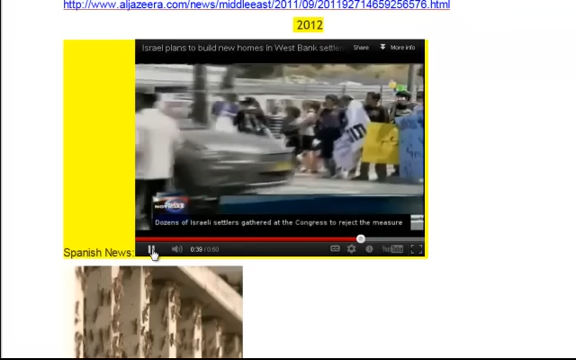 http://www.aljazeera.com/news/middleeast/2011/09/201192714659256576.html
2012
Israel plans to build new homes in West Bank settle
Share
More info
Dozens of Israeli settlers gathered at the Congress to reject the measure
Spanish News:
0:39 / 0:50
CC
YouTube